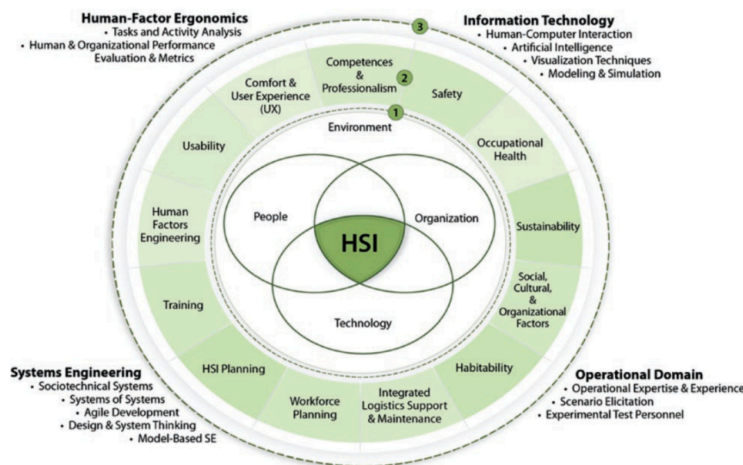 Human-Factor Ergonomics
• Tasks and Activity Analysis
• Human & Organizational Performance
Evaluation & Metrics
Information Technology
• Human-Computer Interaction
• Artificial Intelligence
• Visualization Techniques
• Modeling & Simulation
3
Competences
&
Professionalism
2
Safety
Comfort &
User Experience
(UX)
1
Environment
Usability
Occupational
Health
Human
Factors
Engineering
People
Organization
Sustainability
HSI
Training
Social,
Cultural,
&
Organizational
Factors
Technology
HSI Planning
Habitability
Workforce
Planning
Integrated
Logistics Support
& Maintenance
Systems Engineering
• Sociotechnical Systems
• Systems of Systems
• Agile Development
• Design & System Thinking
• Model-Based SE
Operational Domain
• Operational Expertise & Experience
• Scenario Elicitation
• Experimental Test Personnel